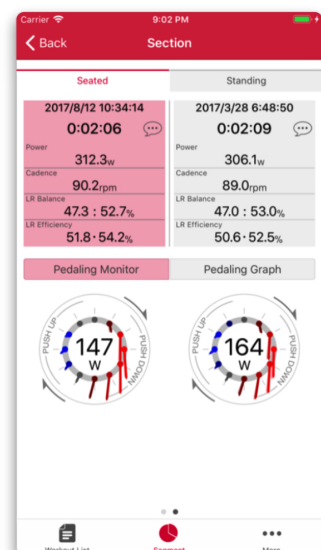 Carrier 9:02 PM
Back Section
Seated Standing
2017/8/12 10:34:14
0:02:06
Power
312.3w
Cadence
90.2rpm
LR Balance
47.3 : 52.7%
LR Efficiency
51.8・54.2%
2017/3/28 6:48:50
0:02:09
Power
306.1w
Cadence
89.0rpm
LR Balance
47.0 : 53.0%
LR Efficiency
50.6・52.5%
Pedaling Monitor Pedaling Graph
PUSH UP
147
W
PUSH DOWN
PUSH UP
164
W
PUSH DOWN
Workout List Segment More